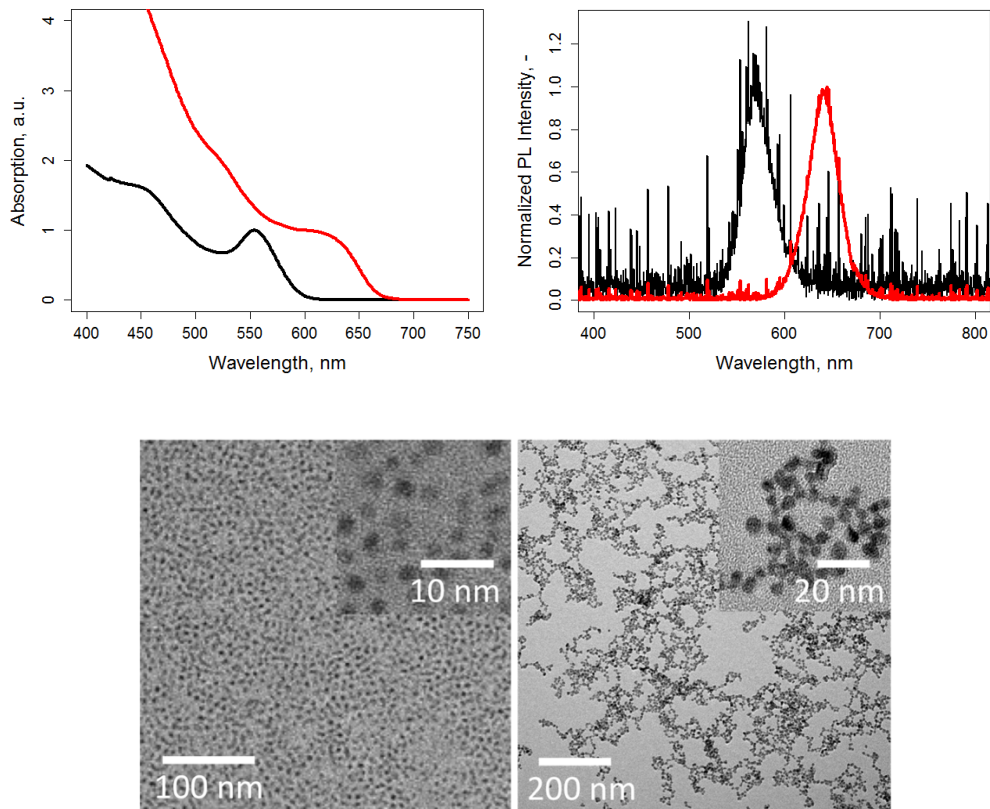 Absorption, a.u.
4
3
2
1
0
400 450 500 550 600 650 700 750
Wavelength, nm
Normalized PL Intensity, -
1.2
1.0
0.8
0.6
0.4
0.2
0.0
400 500 600 700 800
Wavelength, nm
10 nm
100 nm
20 nm
200 nm